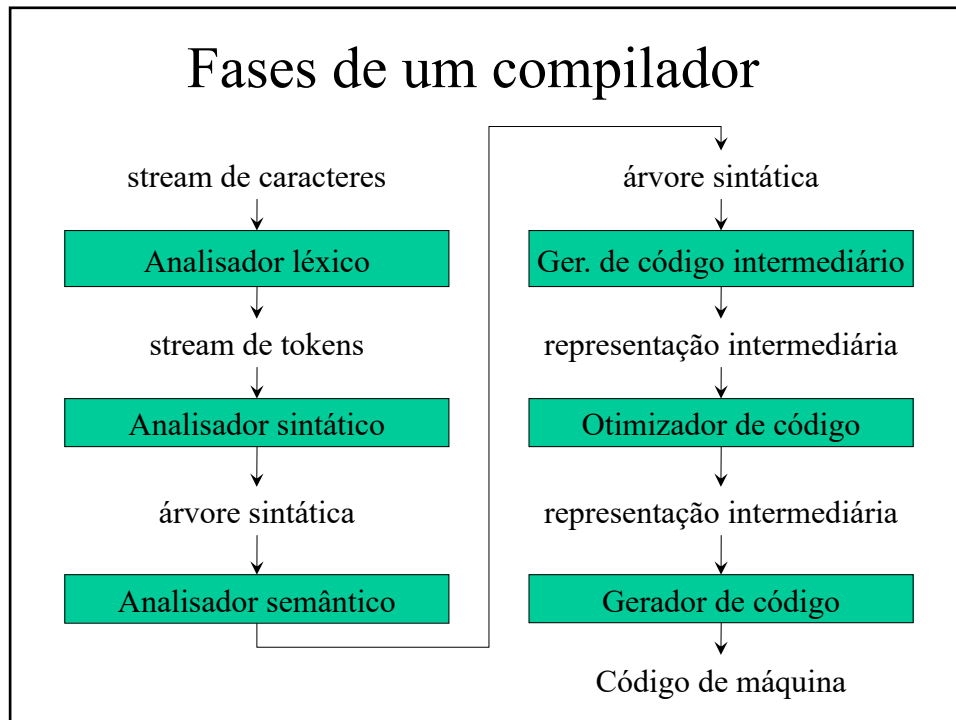 Fases de um compilador
stream de caracteres
Analisador léxico
stream de tokens
Analisador sintático
árvore sintática
Analisador semântico
árvore sintática
Ger. de código intermediário
representação intermediária
Otimizador de código
representação intermediária
Gerador de código
Código de máquina